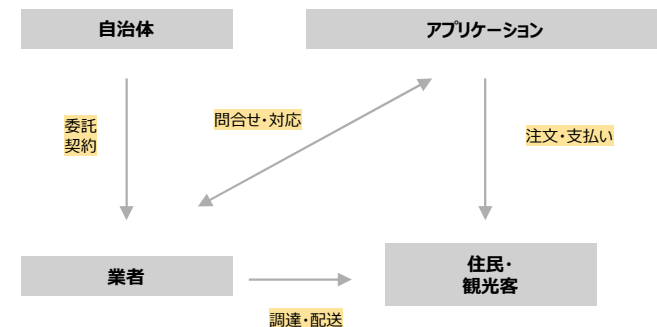 自治体
アプリケーション
委託
契約
問合せ・対応
注文・支払い
業者
住民・
観光客
調達・配送